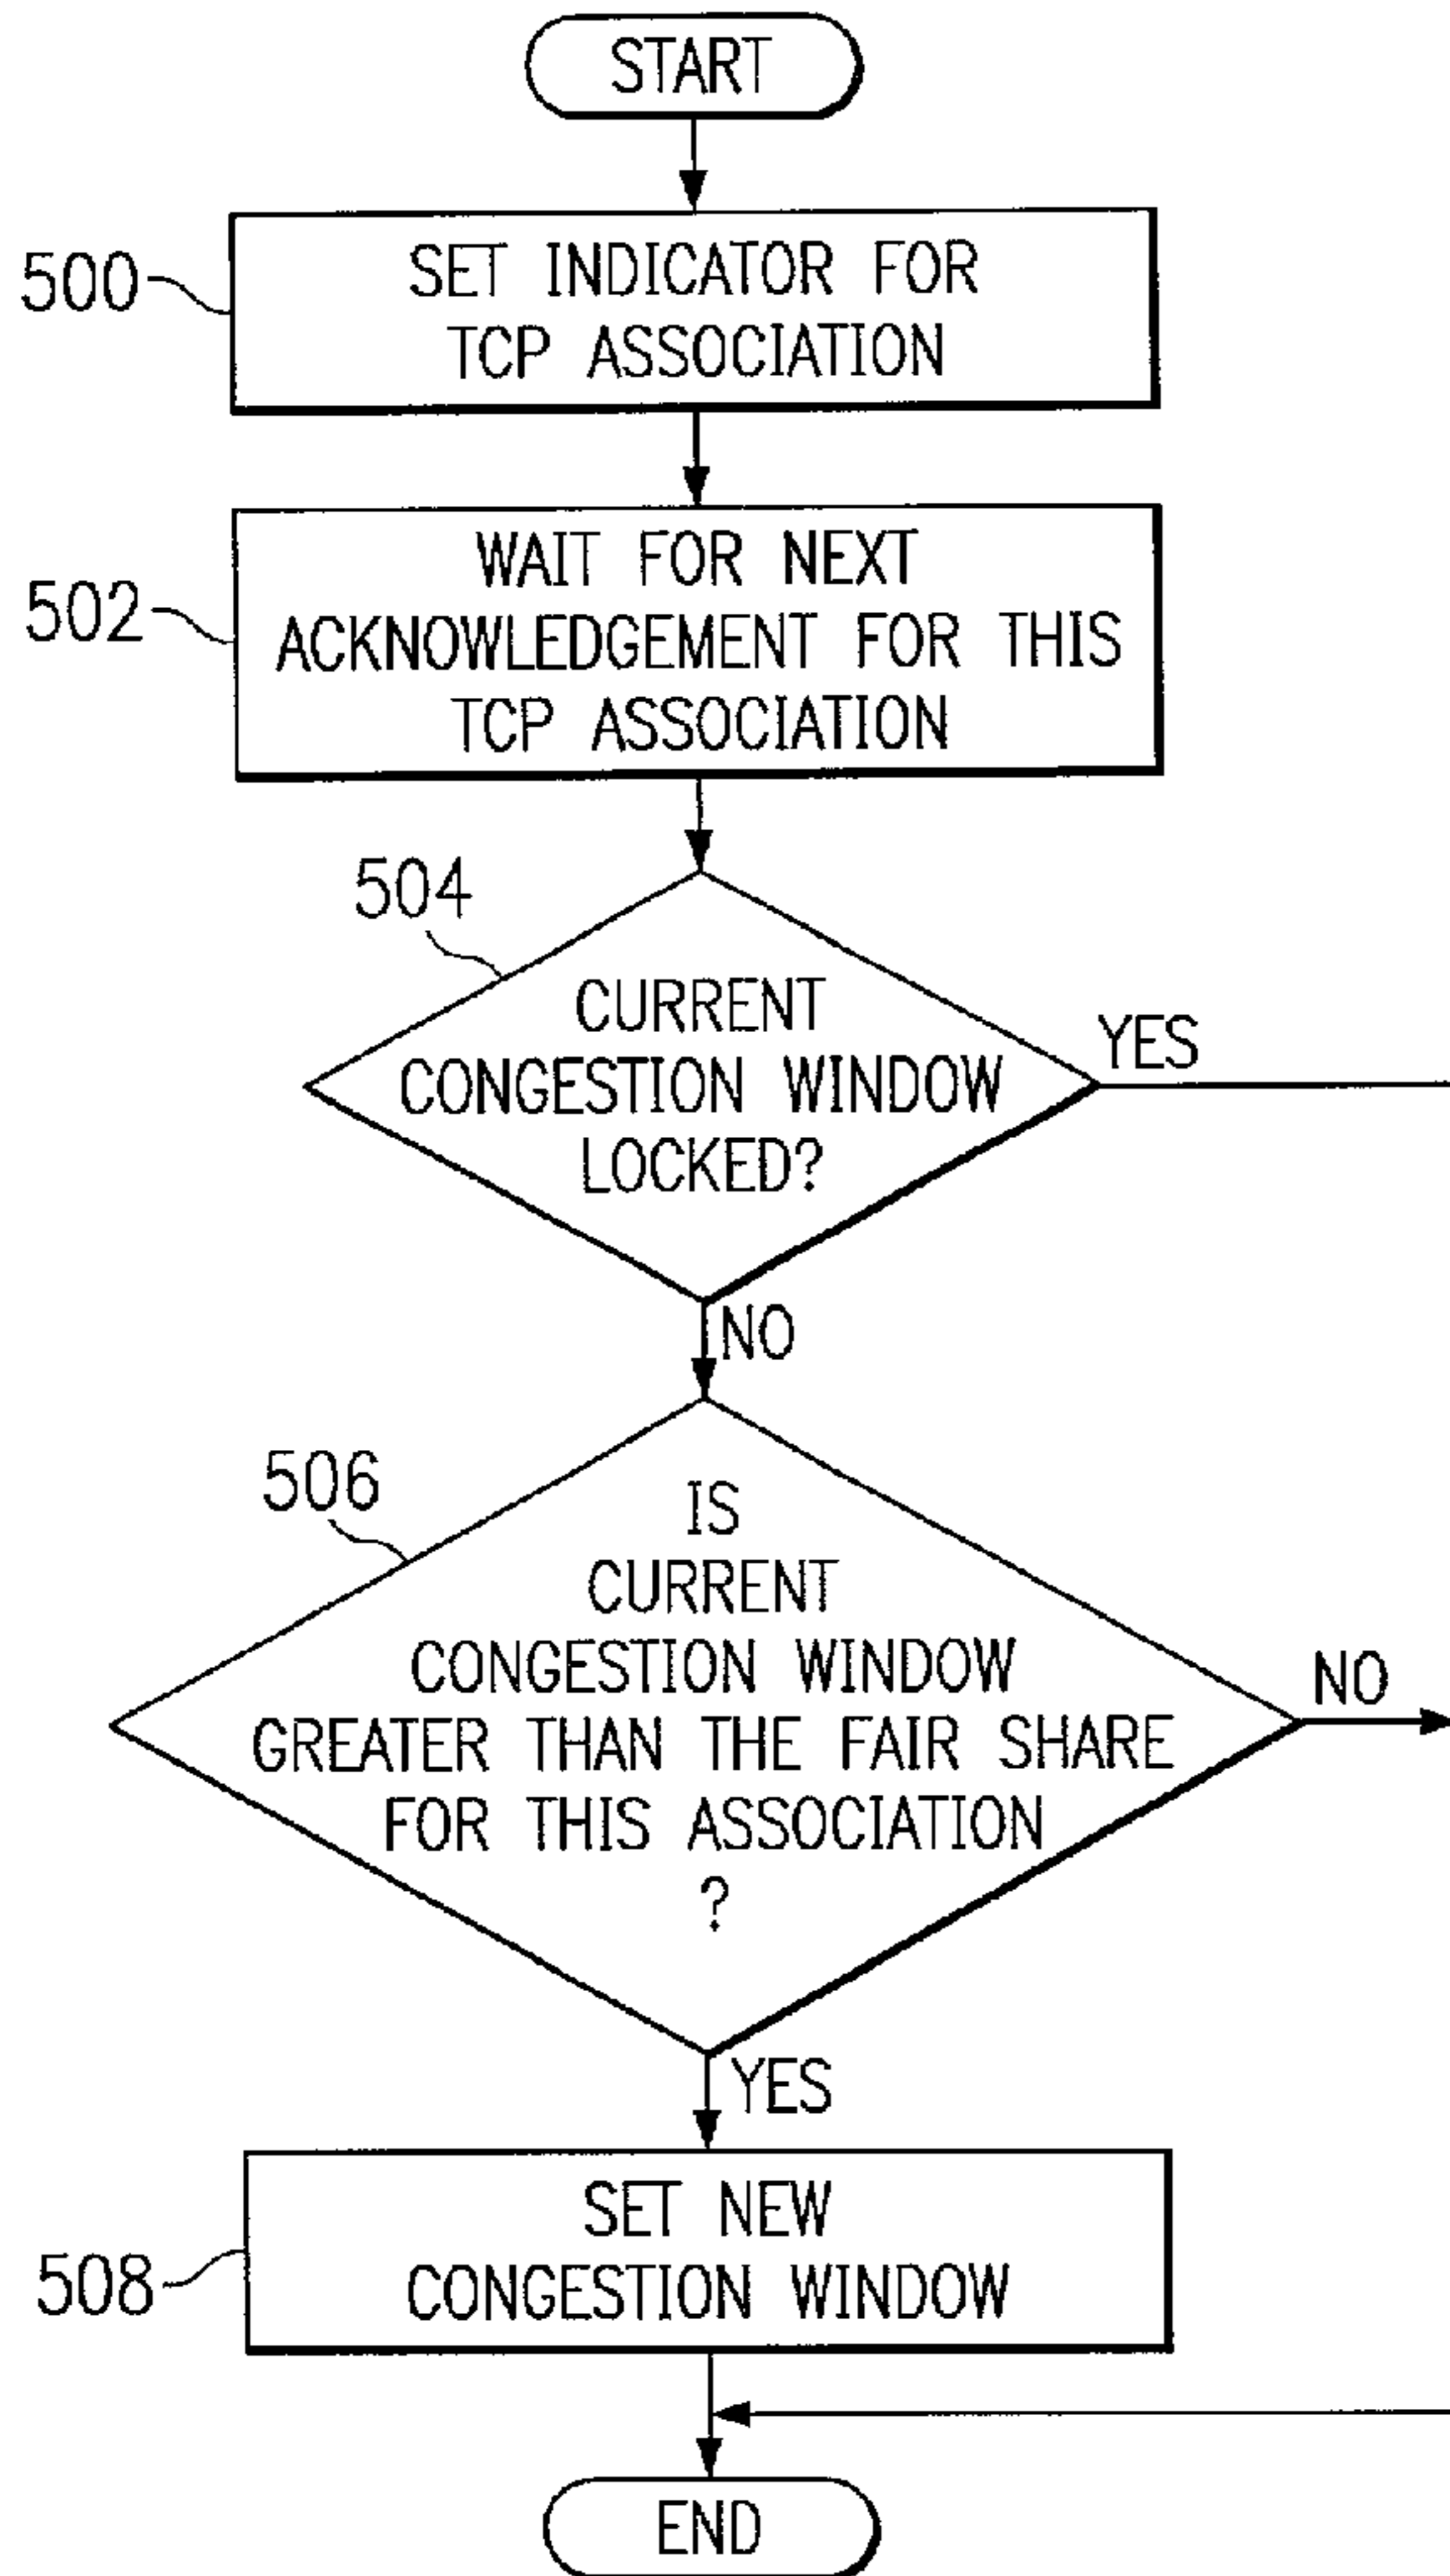 START
500
SET INDICATOR FOR
TCP ASSOCIATION
502
WAIT FOR NEXT
ACKNOWLEDGEMENT FOR THIS
TCP ASSOCIATION
504
CURRENT
CONGESTION WINDOW
LOCKED?
YES
NO
506
IS
CURRENT
CONGESTION WINDOW
GREATER THAN THE FAIR SHARE
FOR THIS ASSOCIATION
?
NO
YES
508
SET NEW
CONGESTION WINDOW
END